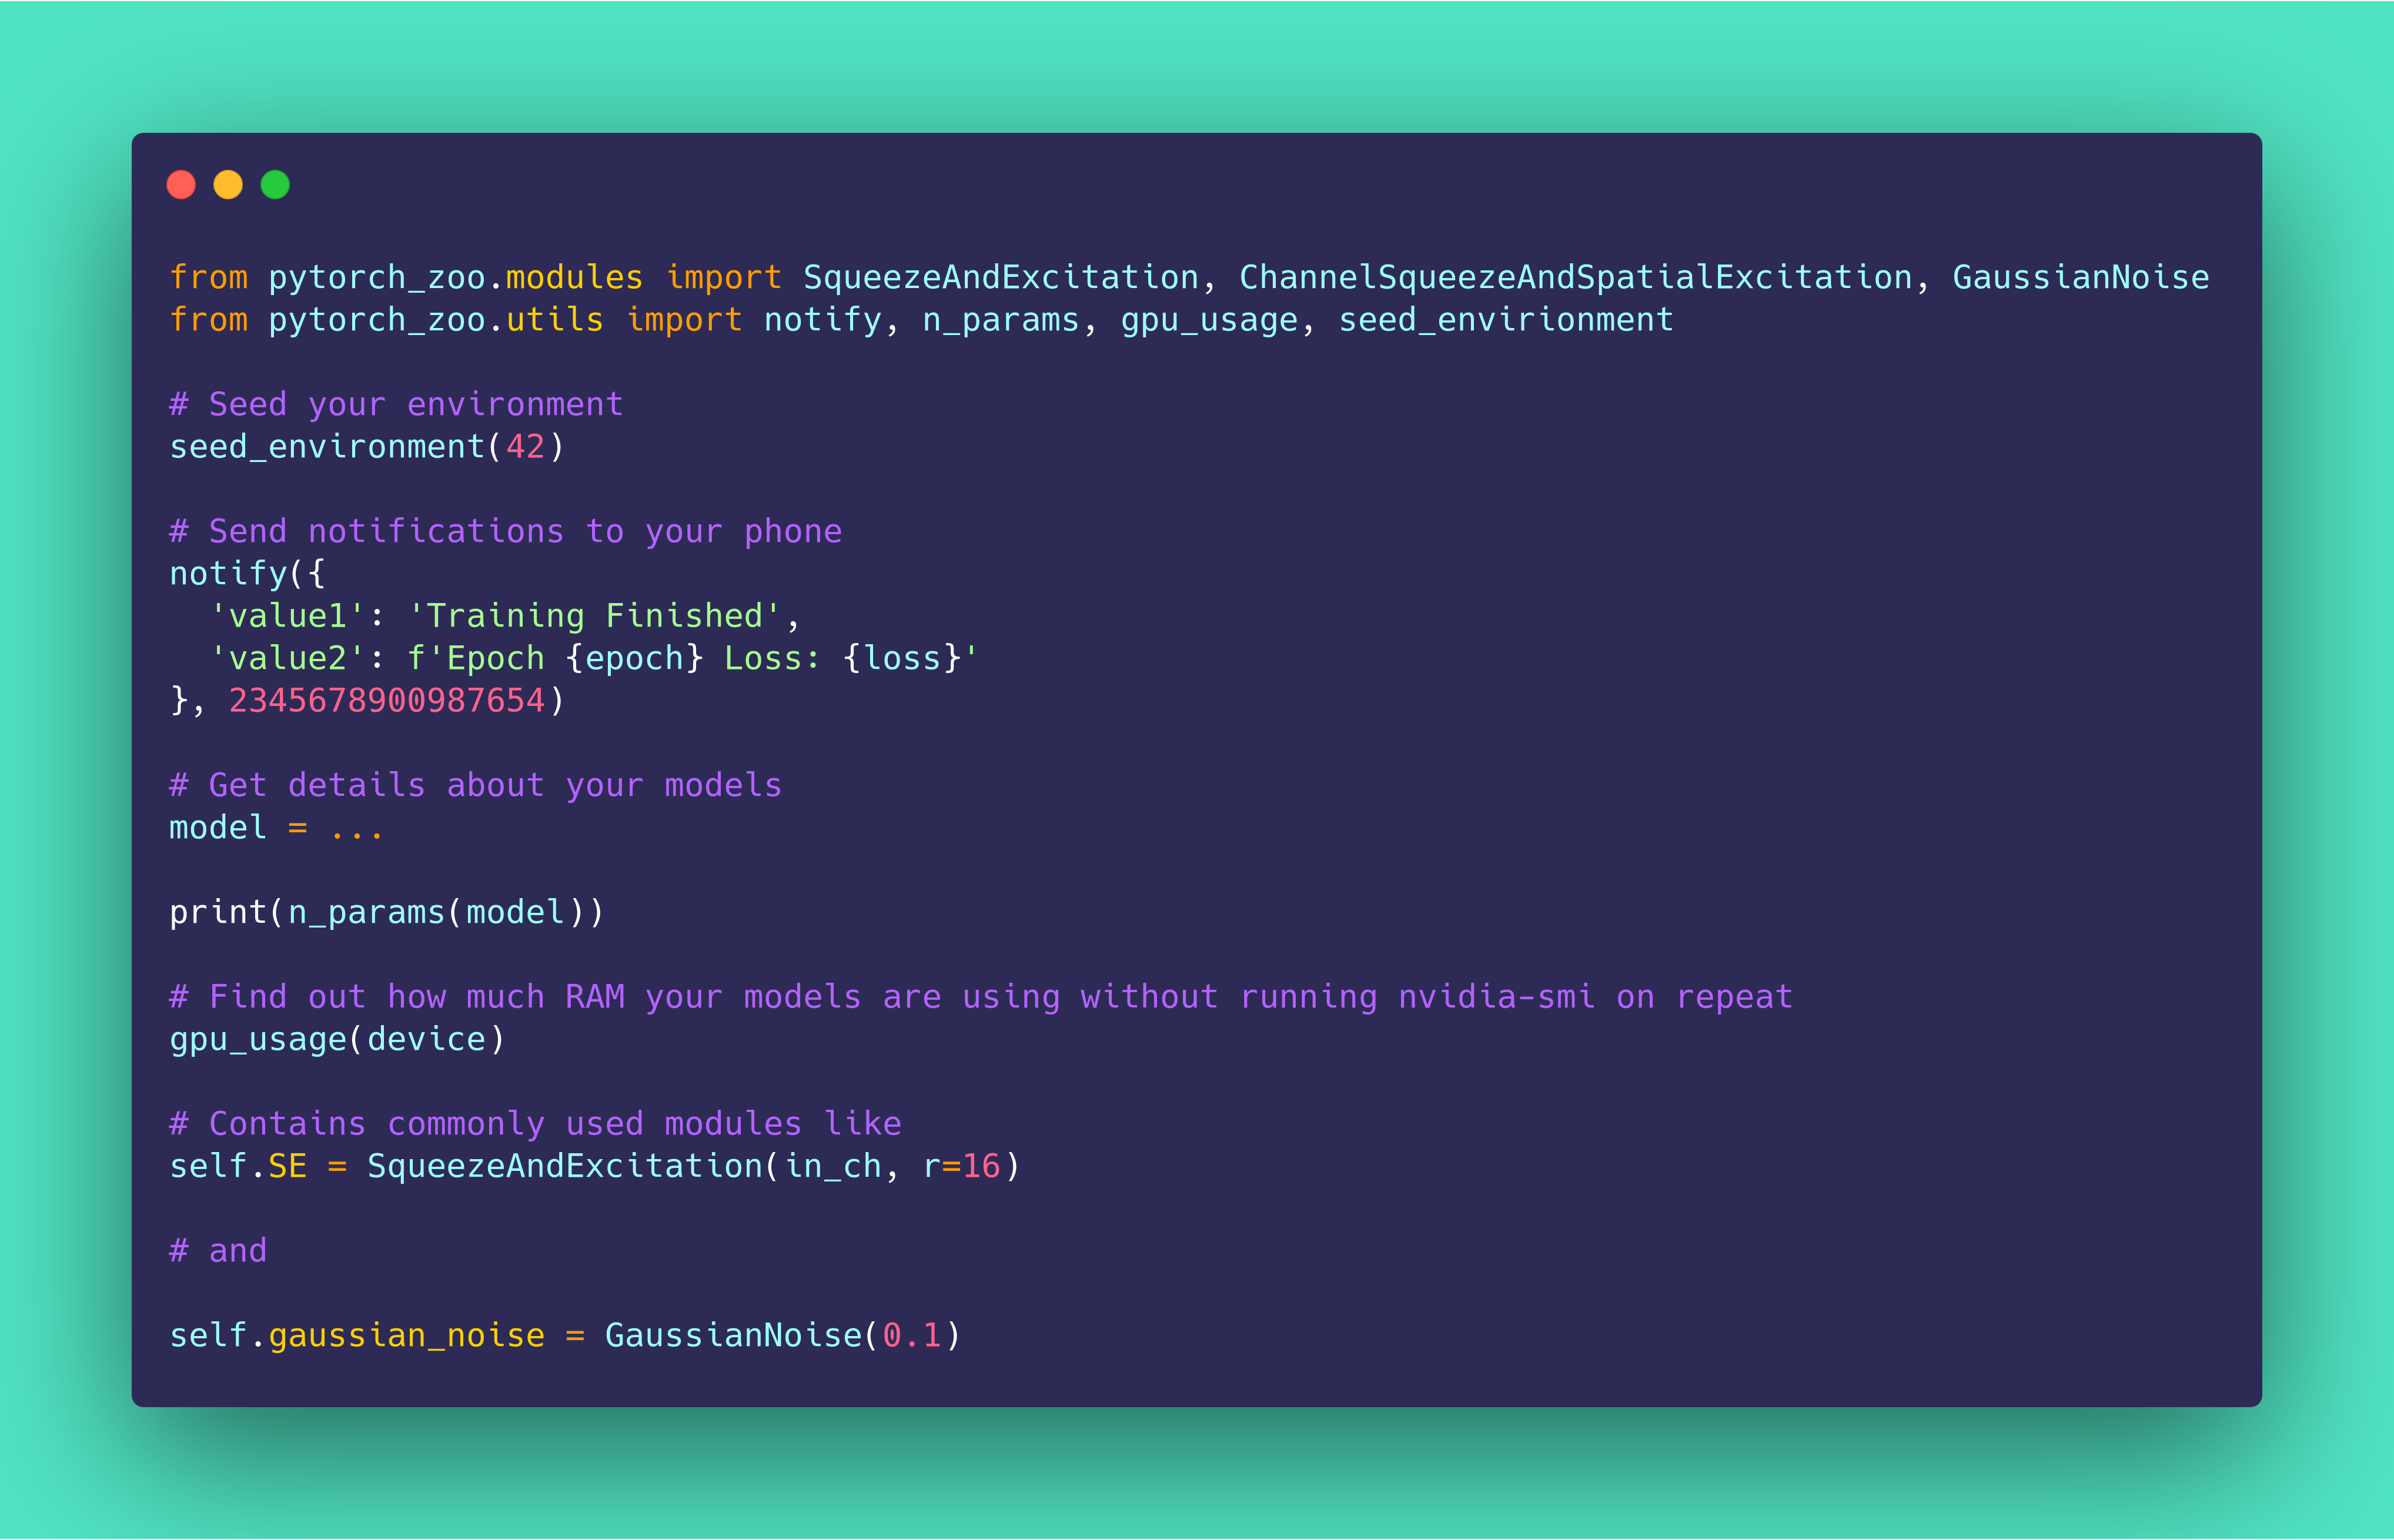 from pytorch_zoo.modules import SqueezeAndExcitation, ChannelSqueezeAndSpatialExcitation, GaussianNoise
from pytorch_zoo.utils import notify, n_params, gpu_usage, seed_envirionment
# Seed your environment
seed_environment(42)
# Send notifications to your phone
notify({
  'value1': 'Training Finished',
  'value2': f'Epoch {epoch} Loss: {loss}'
}, 2345678900987654)
# Get details about your models
model = ...
print(n_params(model))
# Find out how much RAM your models are using without running nvidia-smi on repeat
gpu_usage(device)
# Contains commonly used modules like
self.SE = SqueezeAndExcitation(in_ch, r=16)
# and
self.gaussian_noise = GaussianNoise(0.1)